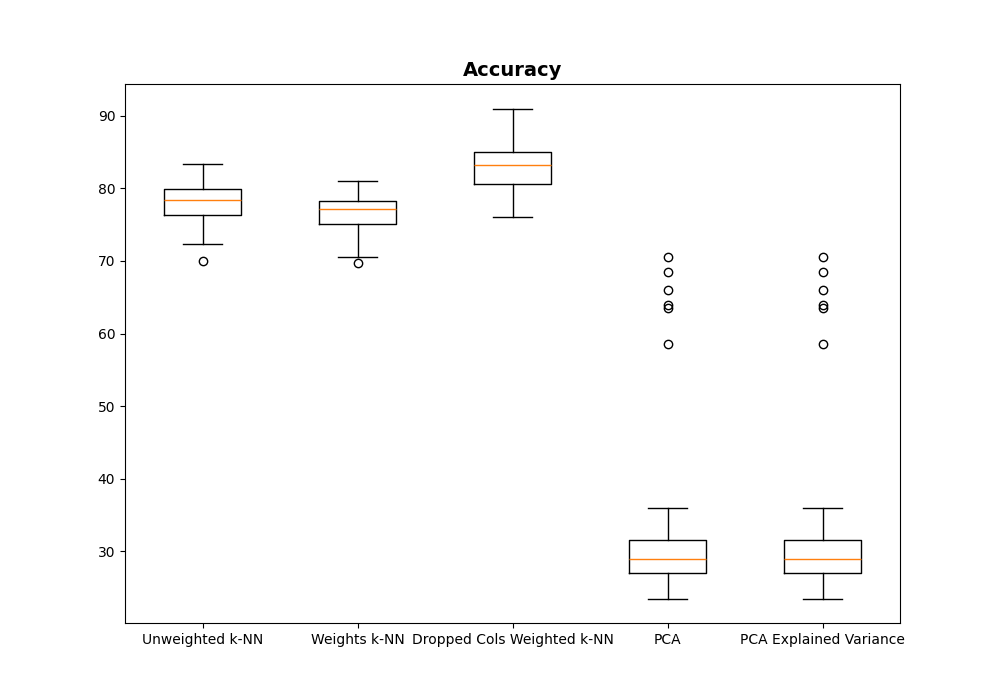 Accuracy
90
80
70
60
50
40
30
Unweighted k-NN
Weights k-NN
Dropped Cols Weighted k-NN
PCA
PCA Explained Variance